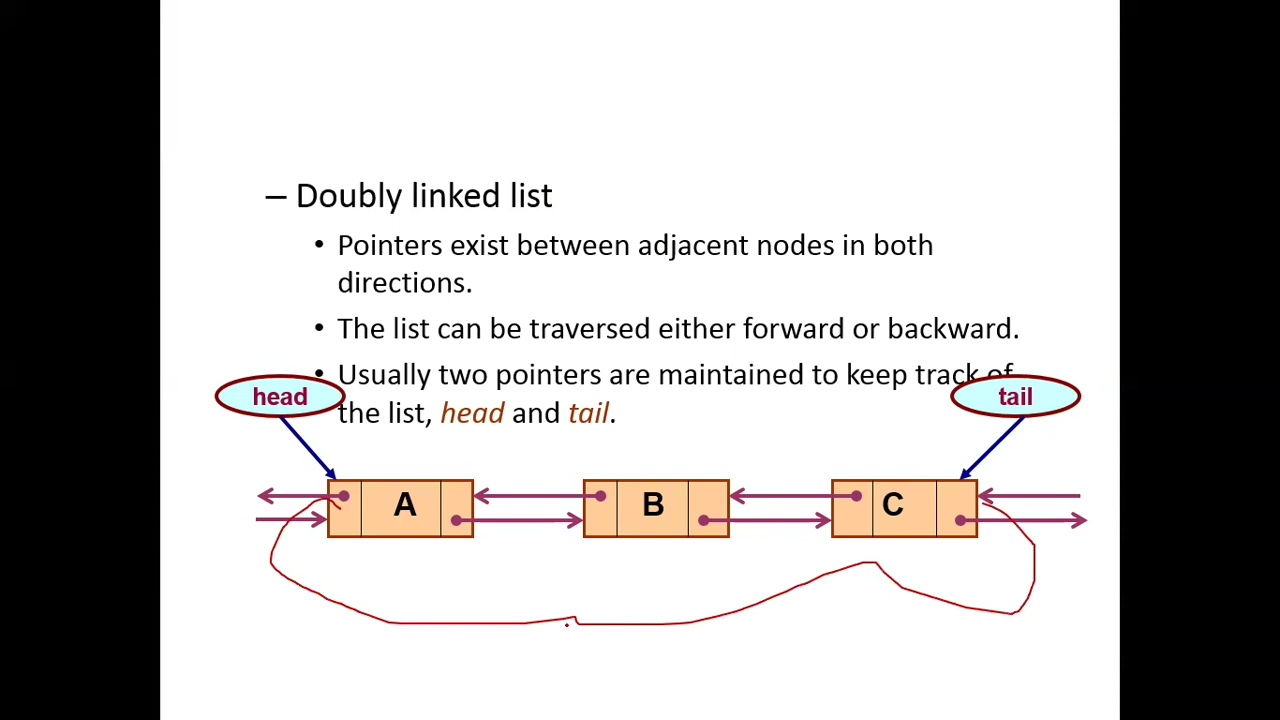 – Doubly linked list
• Pointers exist between adjacent nodes in both
directions.
• The list can be traversed either forward or backward.
• Usually two pointers are maintained to keep track of
the list, head and tail.
head
tail
A
B
C